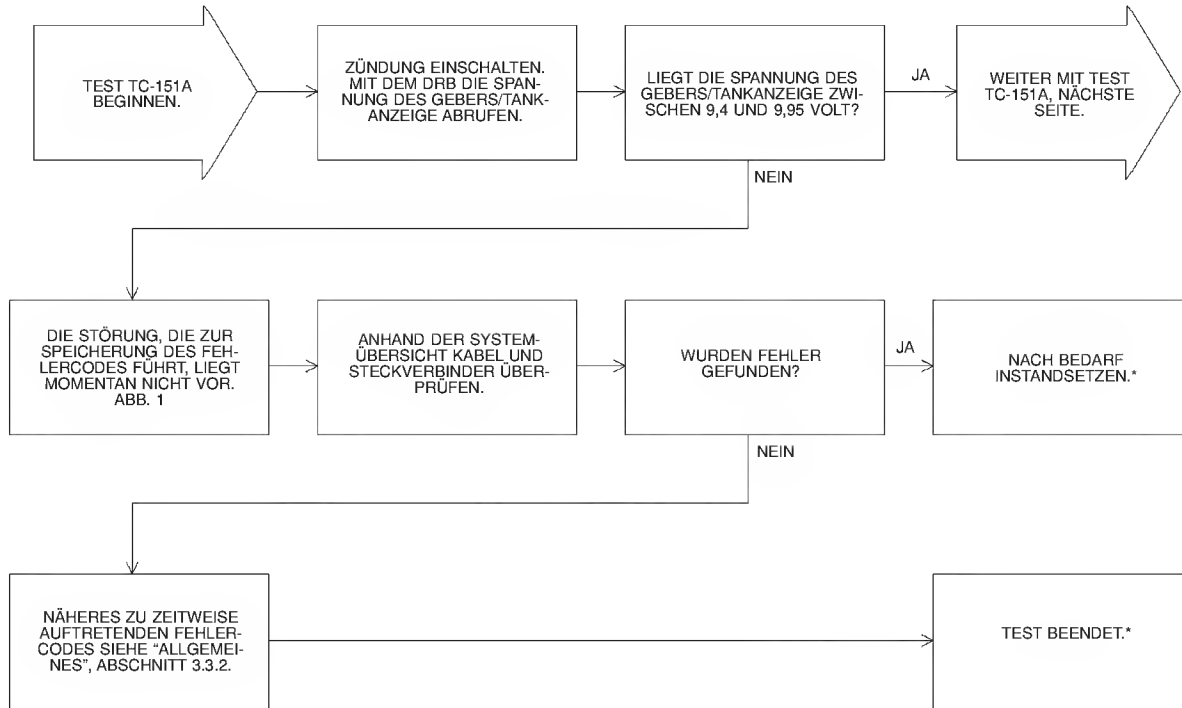 TEST TC-151A
BEGINNEN.
ZÜNDUNG EINSCHALTEN.
MIT DEM DRB DIE SPAN-
NUNG DES GEBERS/TANK-
ANZEIGE ABRUFEN.
LIEGT DIE SPANNUNG DES
GEBERS/TANKANZEIGE ZWI-
SCHEN 9,4 UND 9,95 VOLT?
JA
WEITER MIT TEST
TC-151A, NÄCHSTE
SEITE.
NEIN
DIE STÖRUNG, DIE ZUR
SPEICHERUNG DES FEH-
LERCODES FÜHRT, LIEGT
MOMENTAN NICHT VOR.
ABB. 1
ANHAND DER SYSTEM-
ÜBERSICHT KABEL UND
STECKVERBINDER ÜBER-
PRÜFEN.
WURDEN FEHLER
GEFUNDEN?
JA
NACH BEDARF
INSTANDSETZEN.*
NEIN
NÄHERES ZU ZEITWEISE
AUFTRETENDEN FEHLER-
CODES SIEHE “ALLGEMEI-
NES”, ABSCHNITT 3.3.2.
TEST BEENDET.*